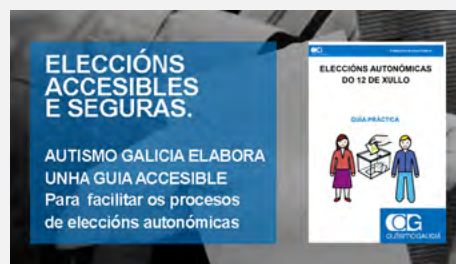 ELECCIÓNS
ACCESIBLES
E SEGURAS.
AUTISMO GALICIA ELABORA
UNHA GUIA ACCESIBLE
Para facilitar os procesos
de eleccións autonómicas
ELECCIÓNS AUTONÓMICAS
DO 12 DE XULLO
GUÍA PRÁCTICA
autismogalicia